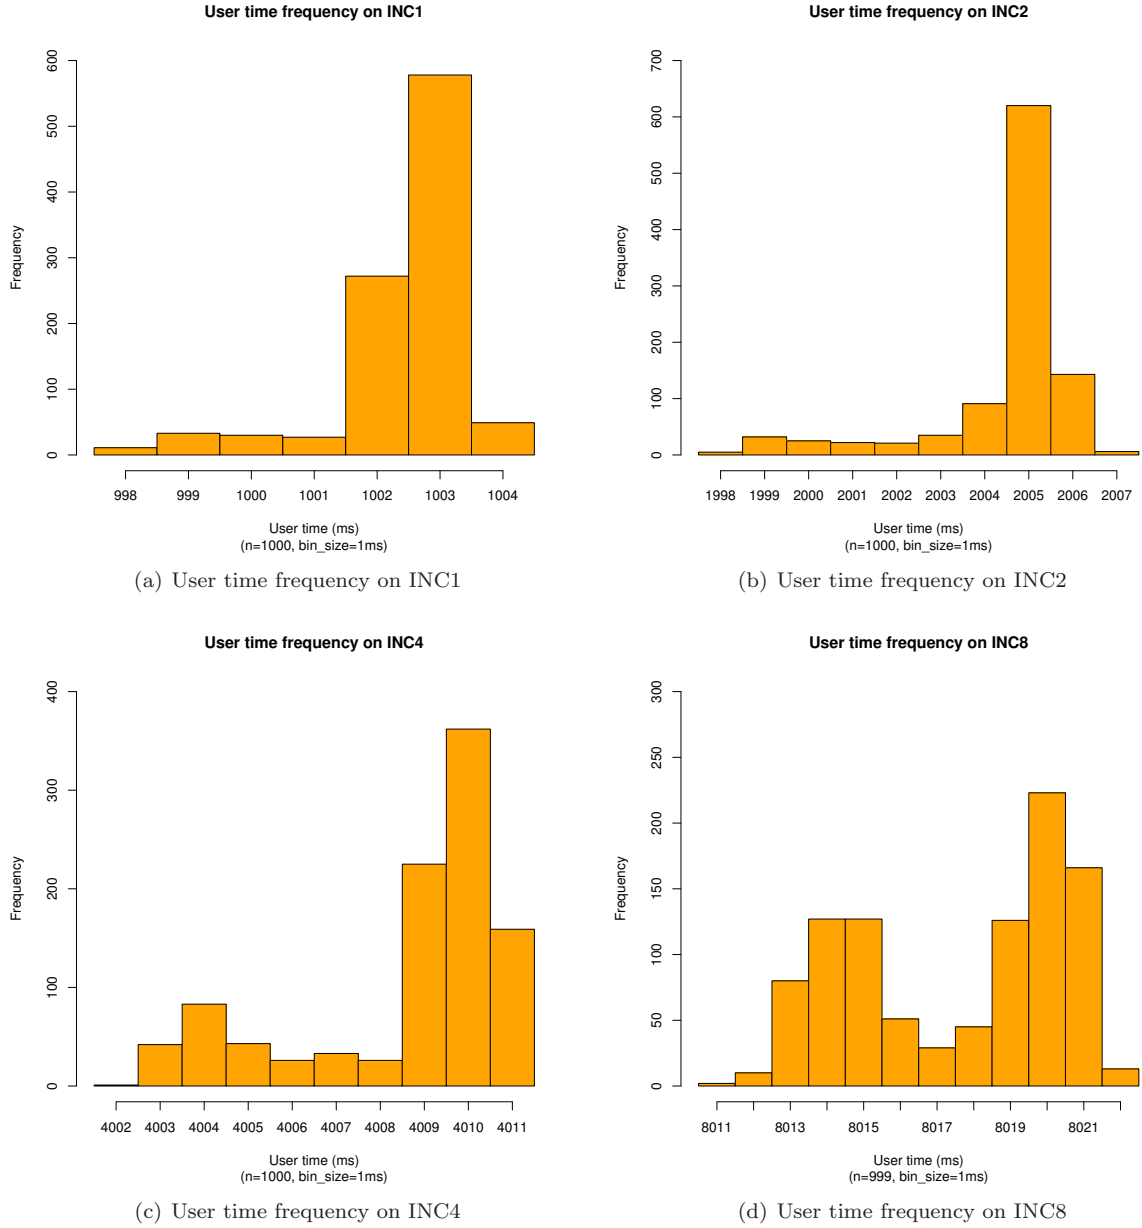 User time frequency on INC1
600
500
400
300
200
100
0
Frequency
998 999 1000 1001 1002 1003 1004
User time (ms)
(n=1000, bin_size=1ms)
(a) User time frequency on INC1
User time frequency on INC2
700
600
500
400
300
200
100
0
Frequency
1998 1999 2000 2001 2002 2003 2004 2005 2006 2007
User time (ms)
(n=1000, bin_size=1ms)
(b) User time frequency on INC2
User time frequency on INC4
400
300
200
100
0
Frequency
4002 4003 4004 4005 4006 4007 4008 4009 4010 4011
User time (ms)
(n=1000, bin_size=1ms)
(c) User time frequency on INC4
User time frequency on INC8
300
250
200
150
100
50
0
Frequency
8011 8013 8015 8017 8019 8021
User time (ms)
(n=999, bin_size=1ms)
(d) User time frequency on INC8